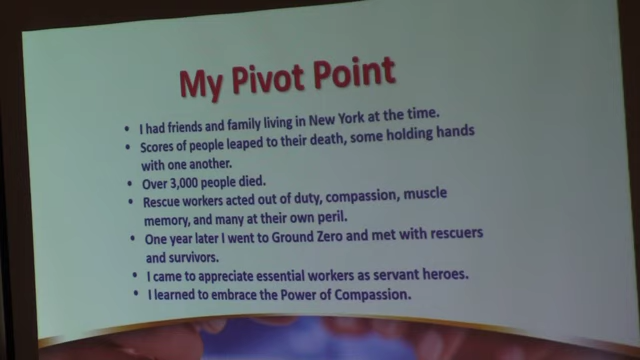 My Pivot Point
• I had friends and family living in New York at the time.
• Scores of people leaped to their death, some holding hands
with one another.
• Over 3,000 people died.
• Rescue workers acted out of duty, compassion, muscle
memory, and many at their own peril.
• One year later I went to Ground Zero and met with rescuers
and survivors.
• I came to appreciate essential workers as servant heroes.
• I learned to embrace the Power of Compassion.